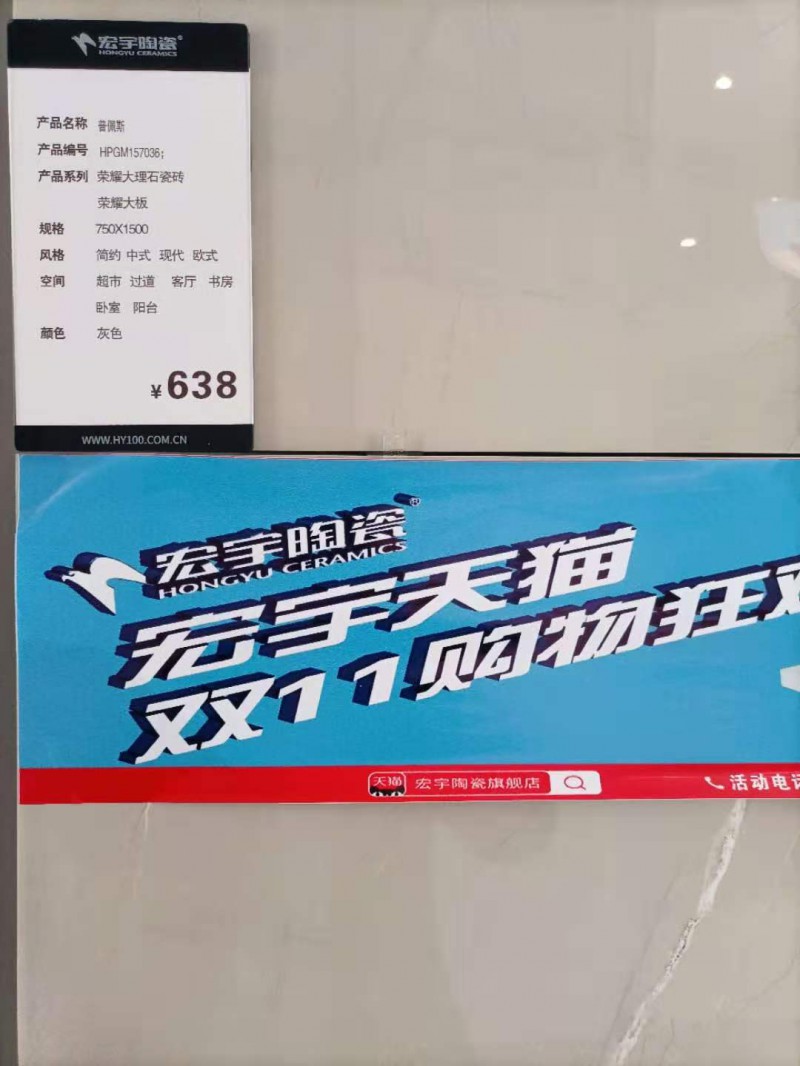 宏宇陶瓷
HONGYU CERAMICS
产品名称 普佩斯
产品编号 HPGM157036;
产品系列 荣耀大理石瓷砖
荣耀大板
规格 750X1500
风格 简约 中式 现代 欧式
空间 超市 过道 客厅 书房
卧室 阳台
颜色 灰色
¥638
WWW.HY100.COM.CN
宏宇陶瓷®
HONGYU CERAMICS
宏宇天猫
双11购物狂
天猫 宏宇陶瓷旗舰店 活动电